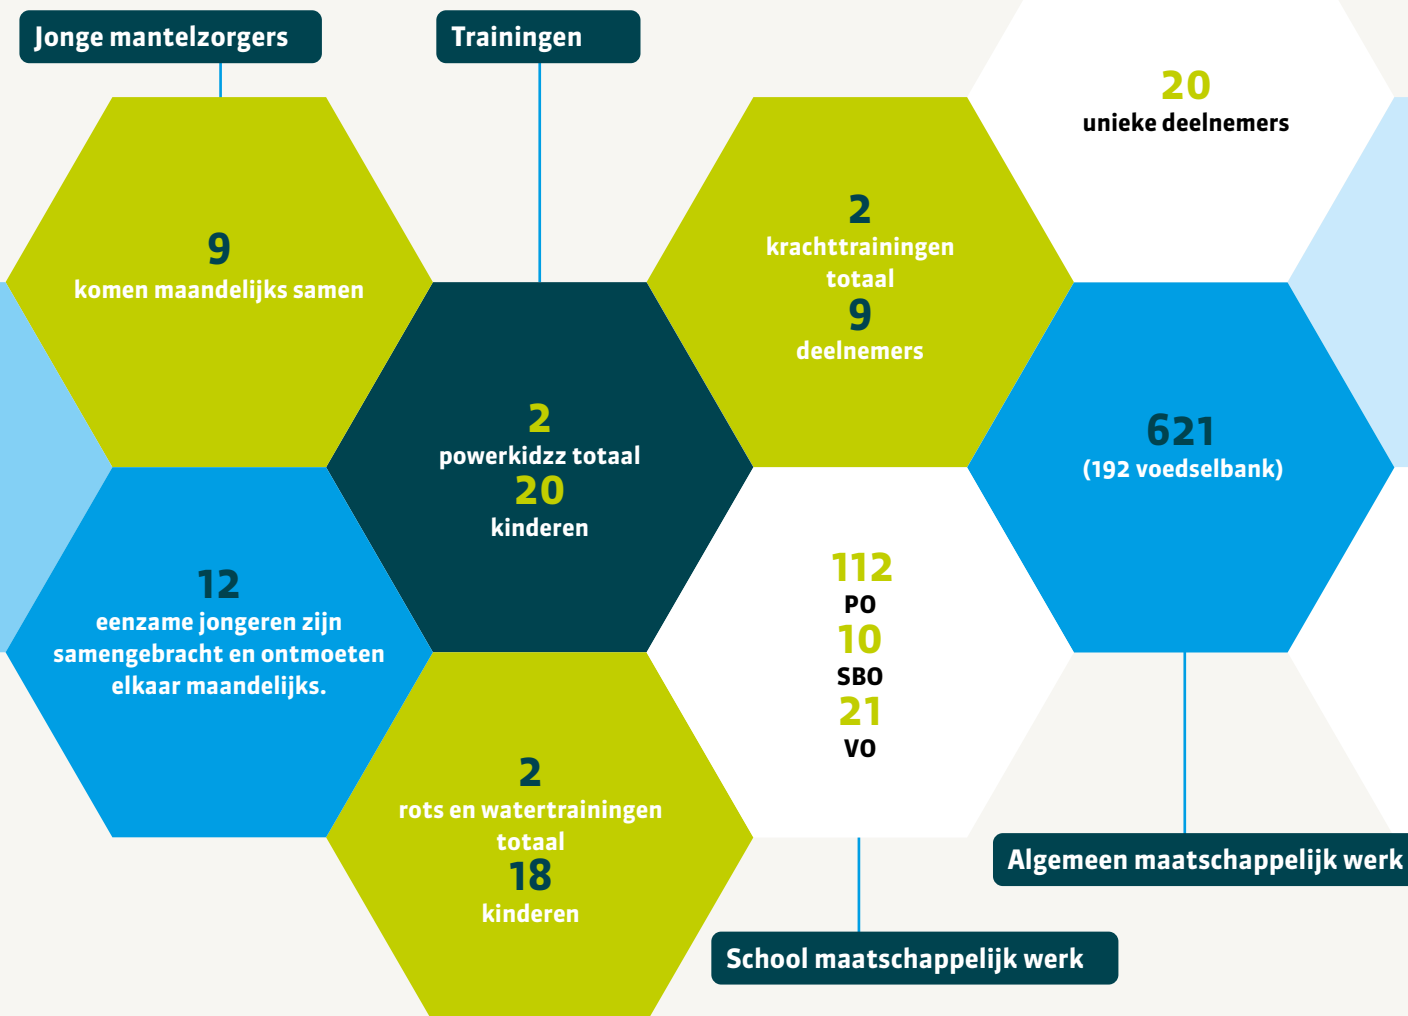 Jonge mantelzorgers
Trainingen
20
unieke deelnemers
9
komen maandelijks samen
2
krachttrainingen
totaal
9
deelnemers
2
powerkidzz totaal
20
kinderen
621
(192 voedselbank)
12
eenzame jongeren zijn
samengebracht en ontmoeten
elkaar maandelijks.
112
PO
10
SBO
21
VO
2
rots en watertrainingen
totaal
18
kinderen
Algemeen maatschappelijk werk
School maatschappelijk werk